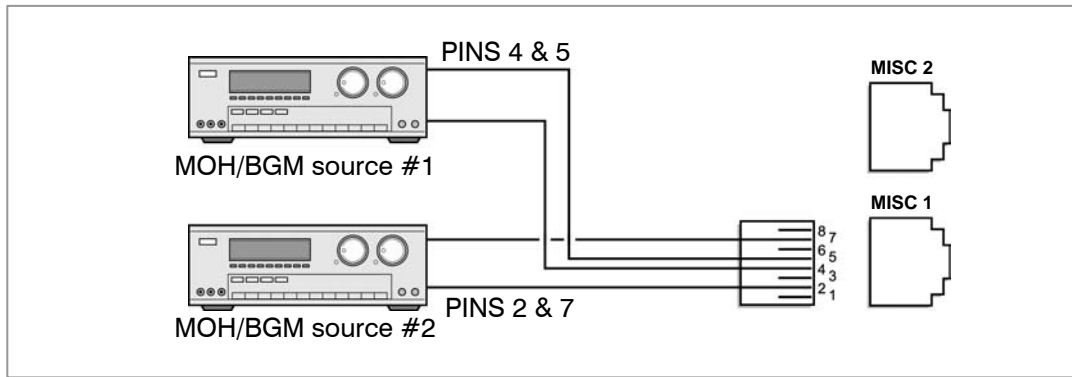 PINS 4 & 5
MOH/BGM source #1
MISC 2
MISC 1
8
7
6
5
4
3
2
1
MOH/BGM source #2
PINS 2 & 7